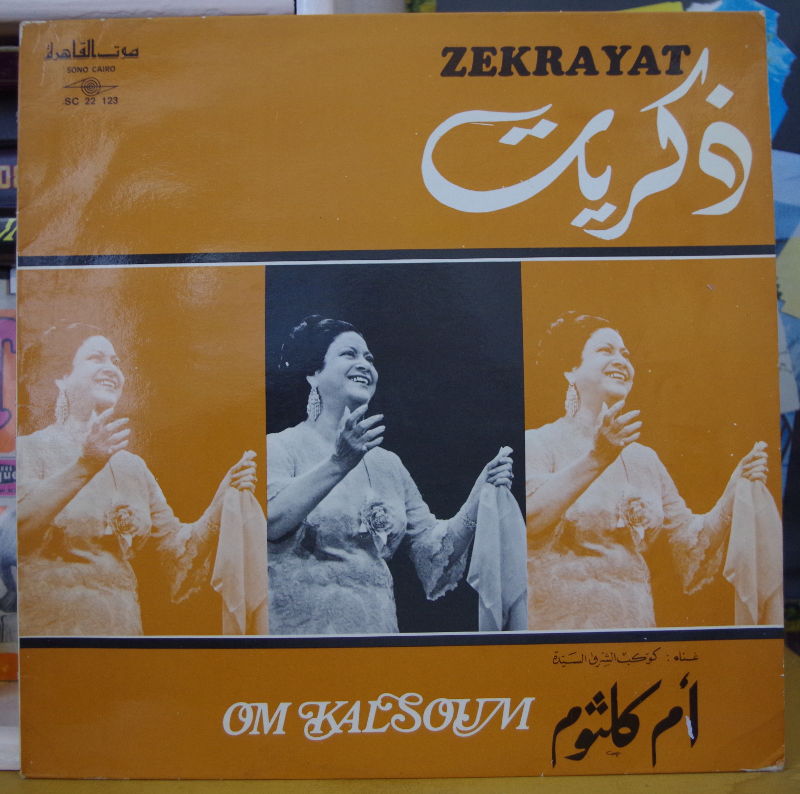 صوت القاهرة
SONO CAIRO
SC 22 123
ZEKRAYAT
ذكريات
غناء : كوكب الشرق السيدة
أم كلثوم
OM KALSOUM